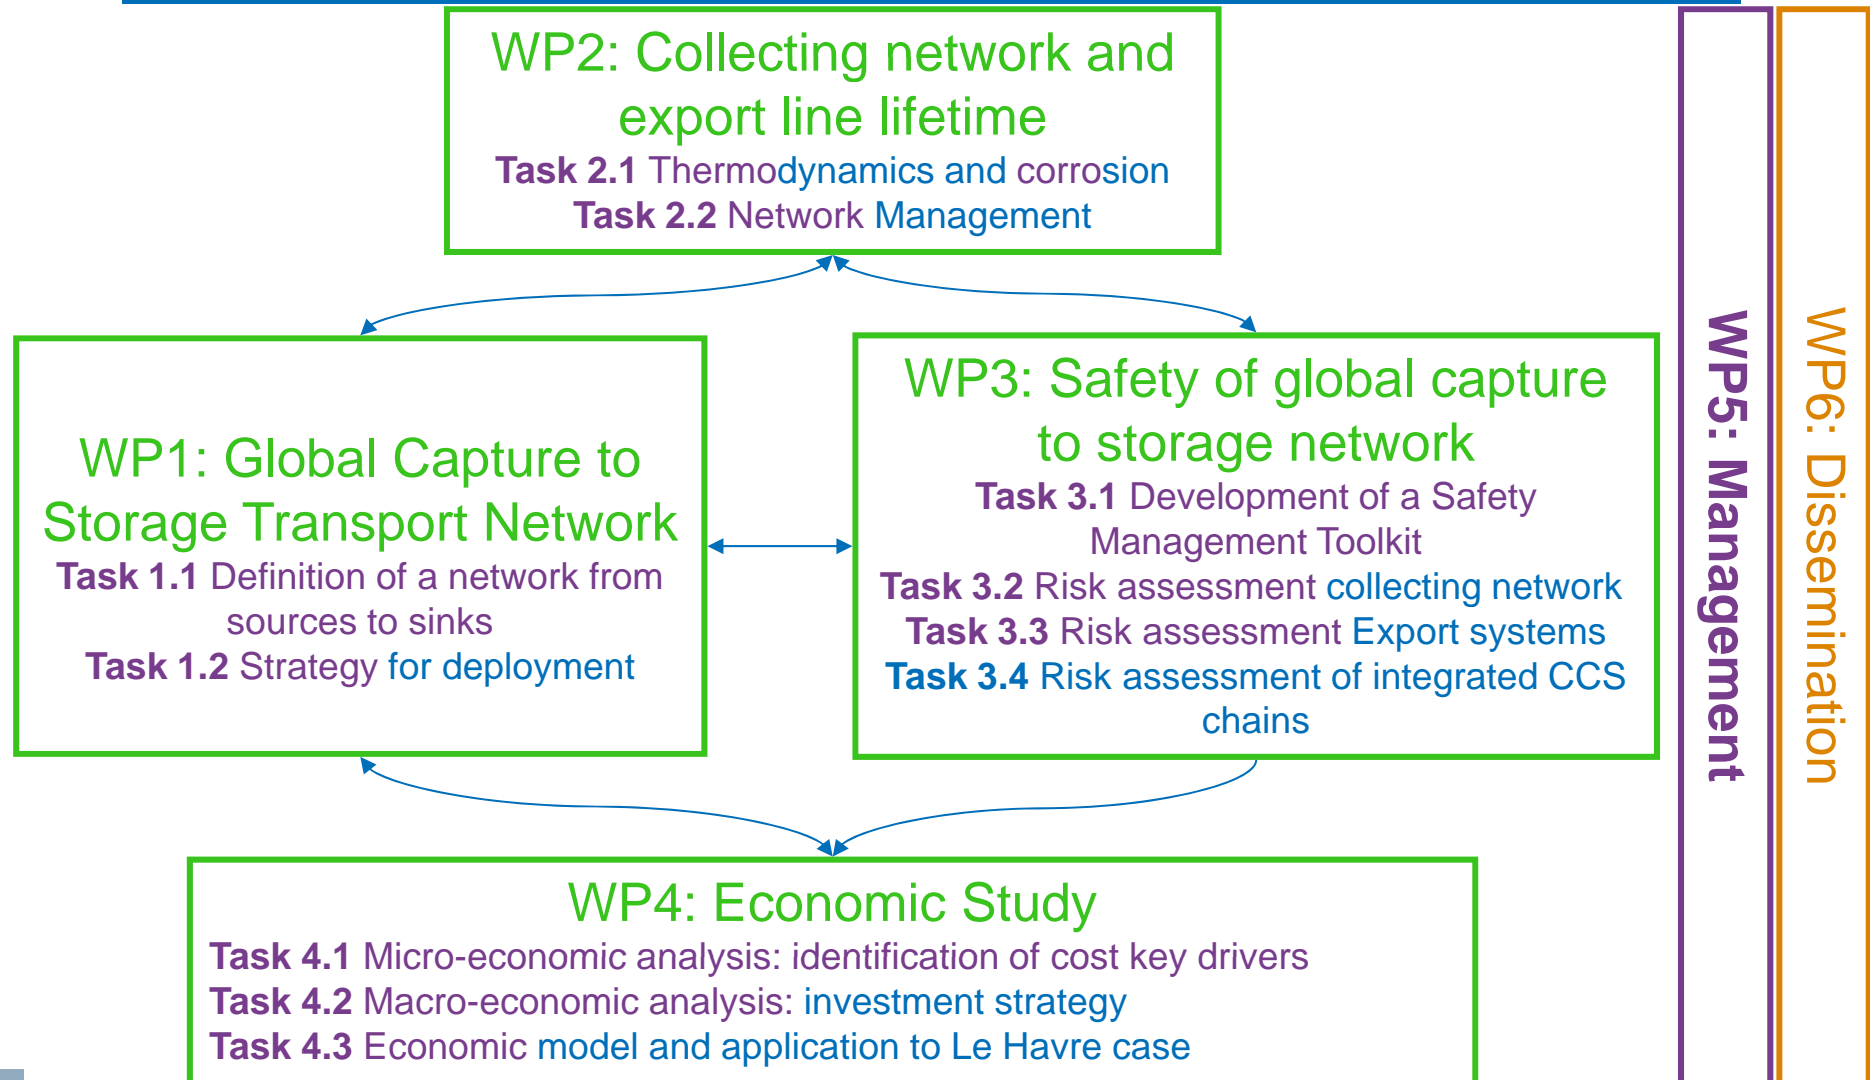 WP2: Collecting network and
export line lifetime
Task 2.1 Thermodynamics and corrosion
Task 2.2 Network Management
WP1: Global Capture to
Storage Transport Network
Task 1.1 Definition of a network from
sources to sinks
Task 1.2 Strategy for deployment
WP3: Safety of global capture
to storage network
Task 3.1 Development of a Safety
Management Toolkit
Task 3.2 Risk assessment collecting network
Task 3.3 Risk assessment Export systems
Task 3.4 Risk assessment of integrated CCS
chains
WP4: Economic Study
Task 4.1 Micro-economic analysis: identification of cost key drivers
Task 4.2 Macro-economic analysis: investment strategy
Task 4.3 Economic model and application to Le Havre case
WP5: Management
WP6: Dissemination